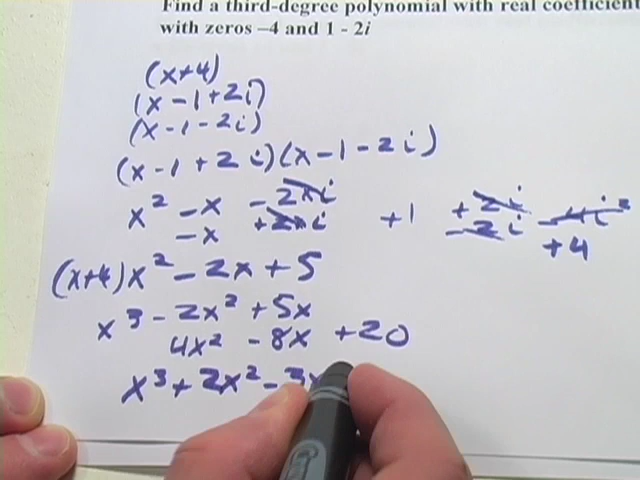 Find a third-degree polynomial with real coefficient
with zeros –4 and 1 - 2i
(x+4)
(x - 1 + 2i)
(x - 1 - 2i)
(x - 1 + 2i)(x - 1 - 2i)
x² - x - 2xi +1 +2i - 4i²
- x + 2xi - 2i +4
(x+4) x² - 2x + 5
x³ - 2x² + 5x
4x² - 8x + 20
x³ + 2x² - 3x